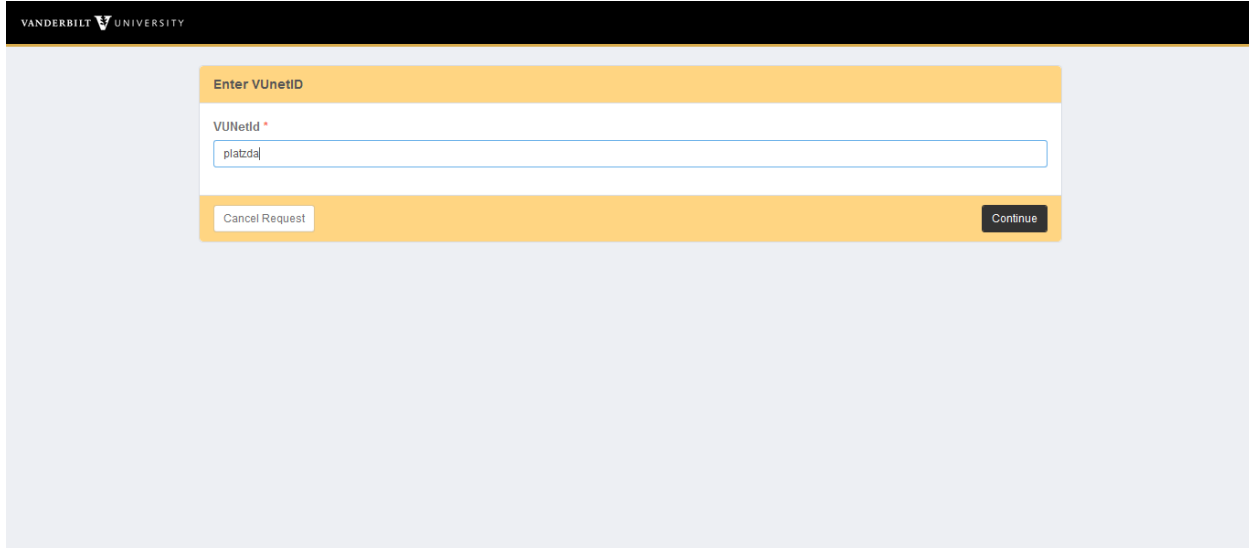 VANDERBILT UNIVERSITY
Enter VUnetID
VUNetId *
platzda
Cancel Request
Continue